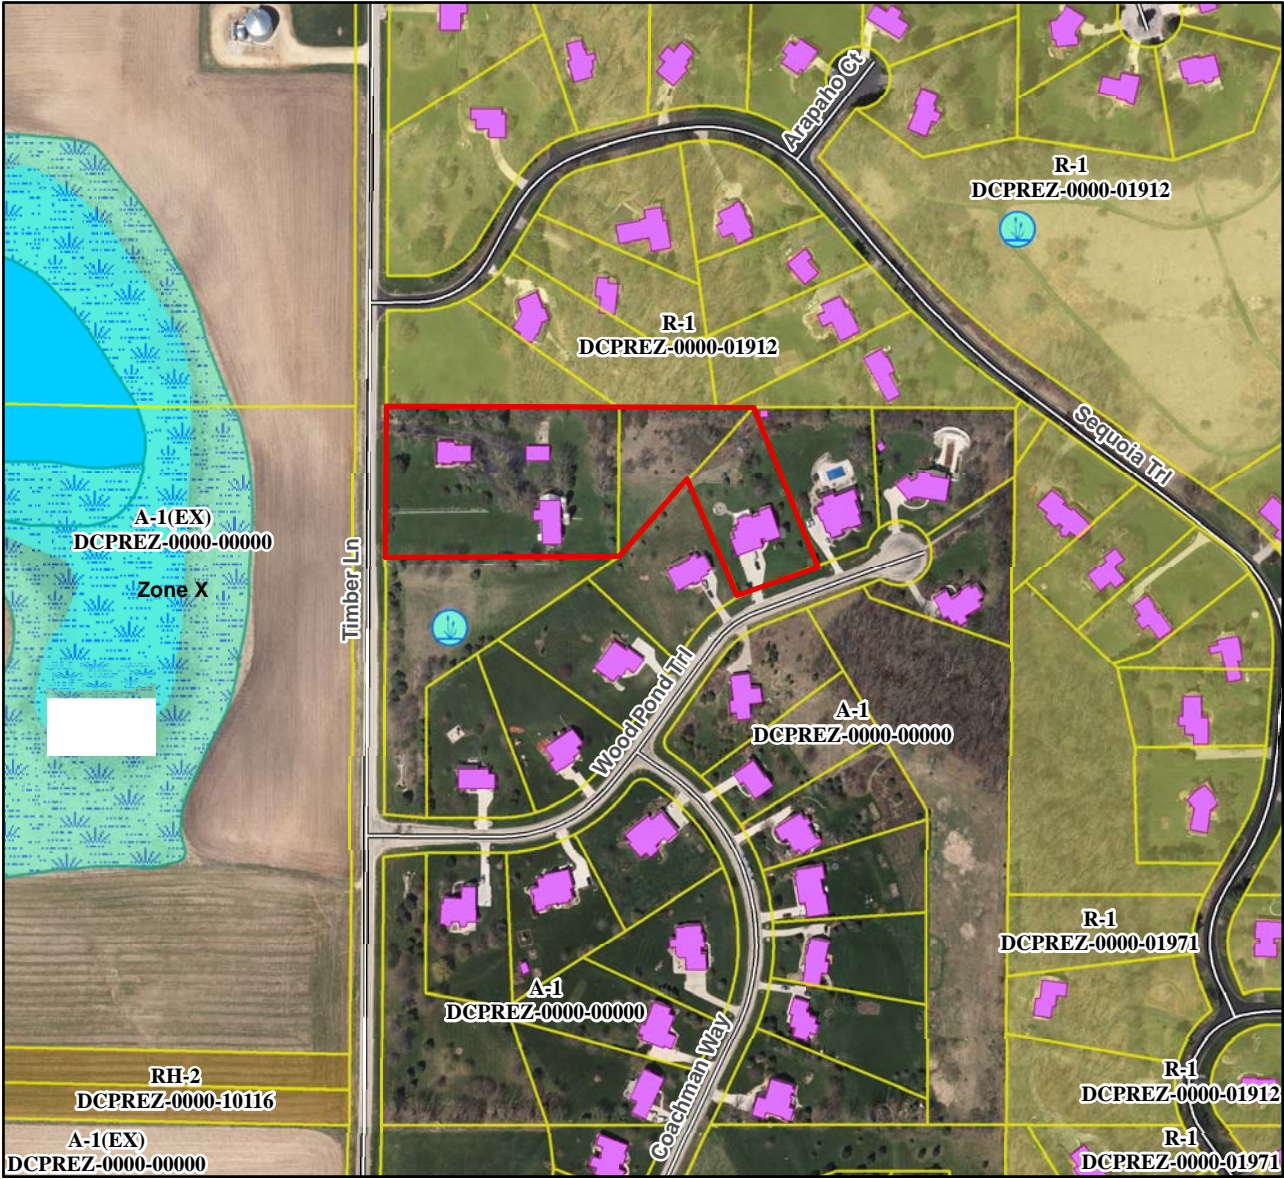 Arapaho Ct
R-1
DCPREZ-0000-01912
R-1
DCPREZ-0000-01912
Sequoia Trl
A-1(EX)
DCPREZ-0000-00000
Zone X
Timber Ln
Wood Pond Trl
A-1
DCPREZ-0000-00000
R-1
DCPREZ-0000-01971
A-1
DCPREZ-0000-00000
Coachman Way
RH-2
DCPREZ-0000-10116
R-1
DCPREZ-0000-01912
A-1(EX)
DCPREZ-0000-00000
R-1
DCPREZ-0000-01971